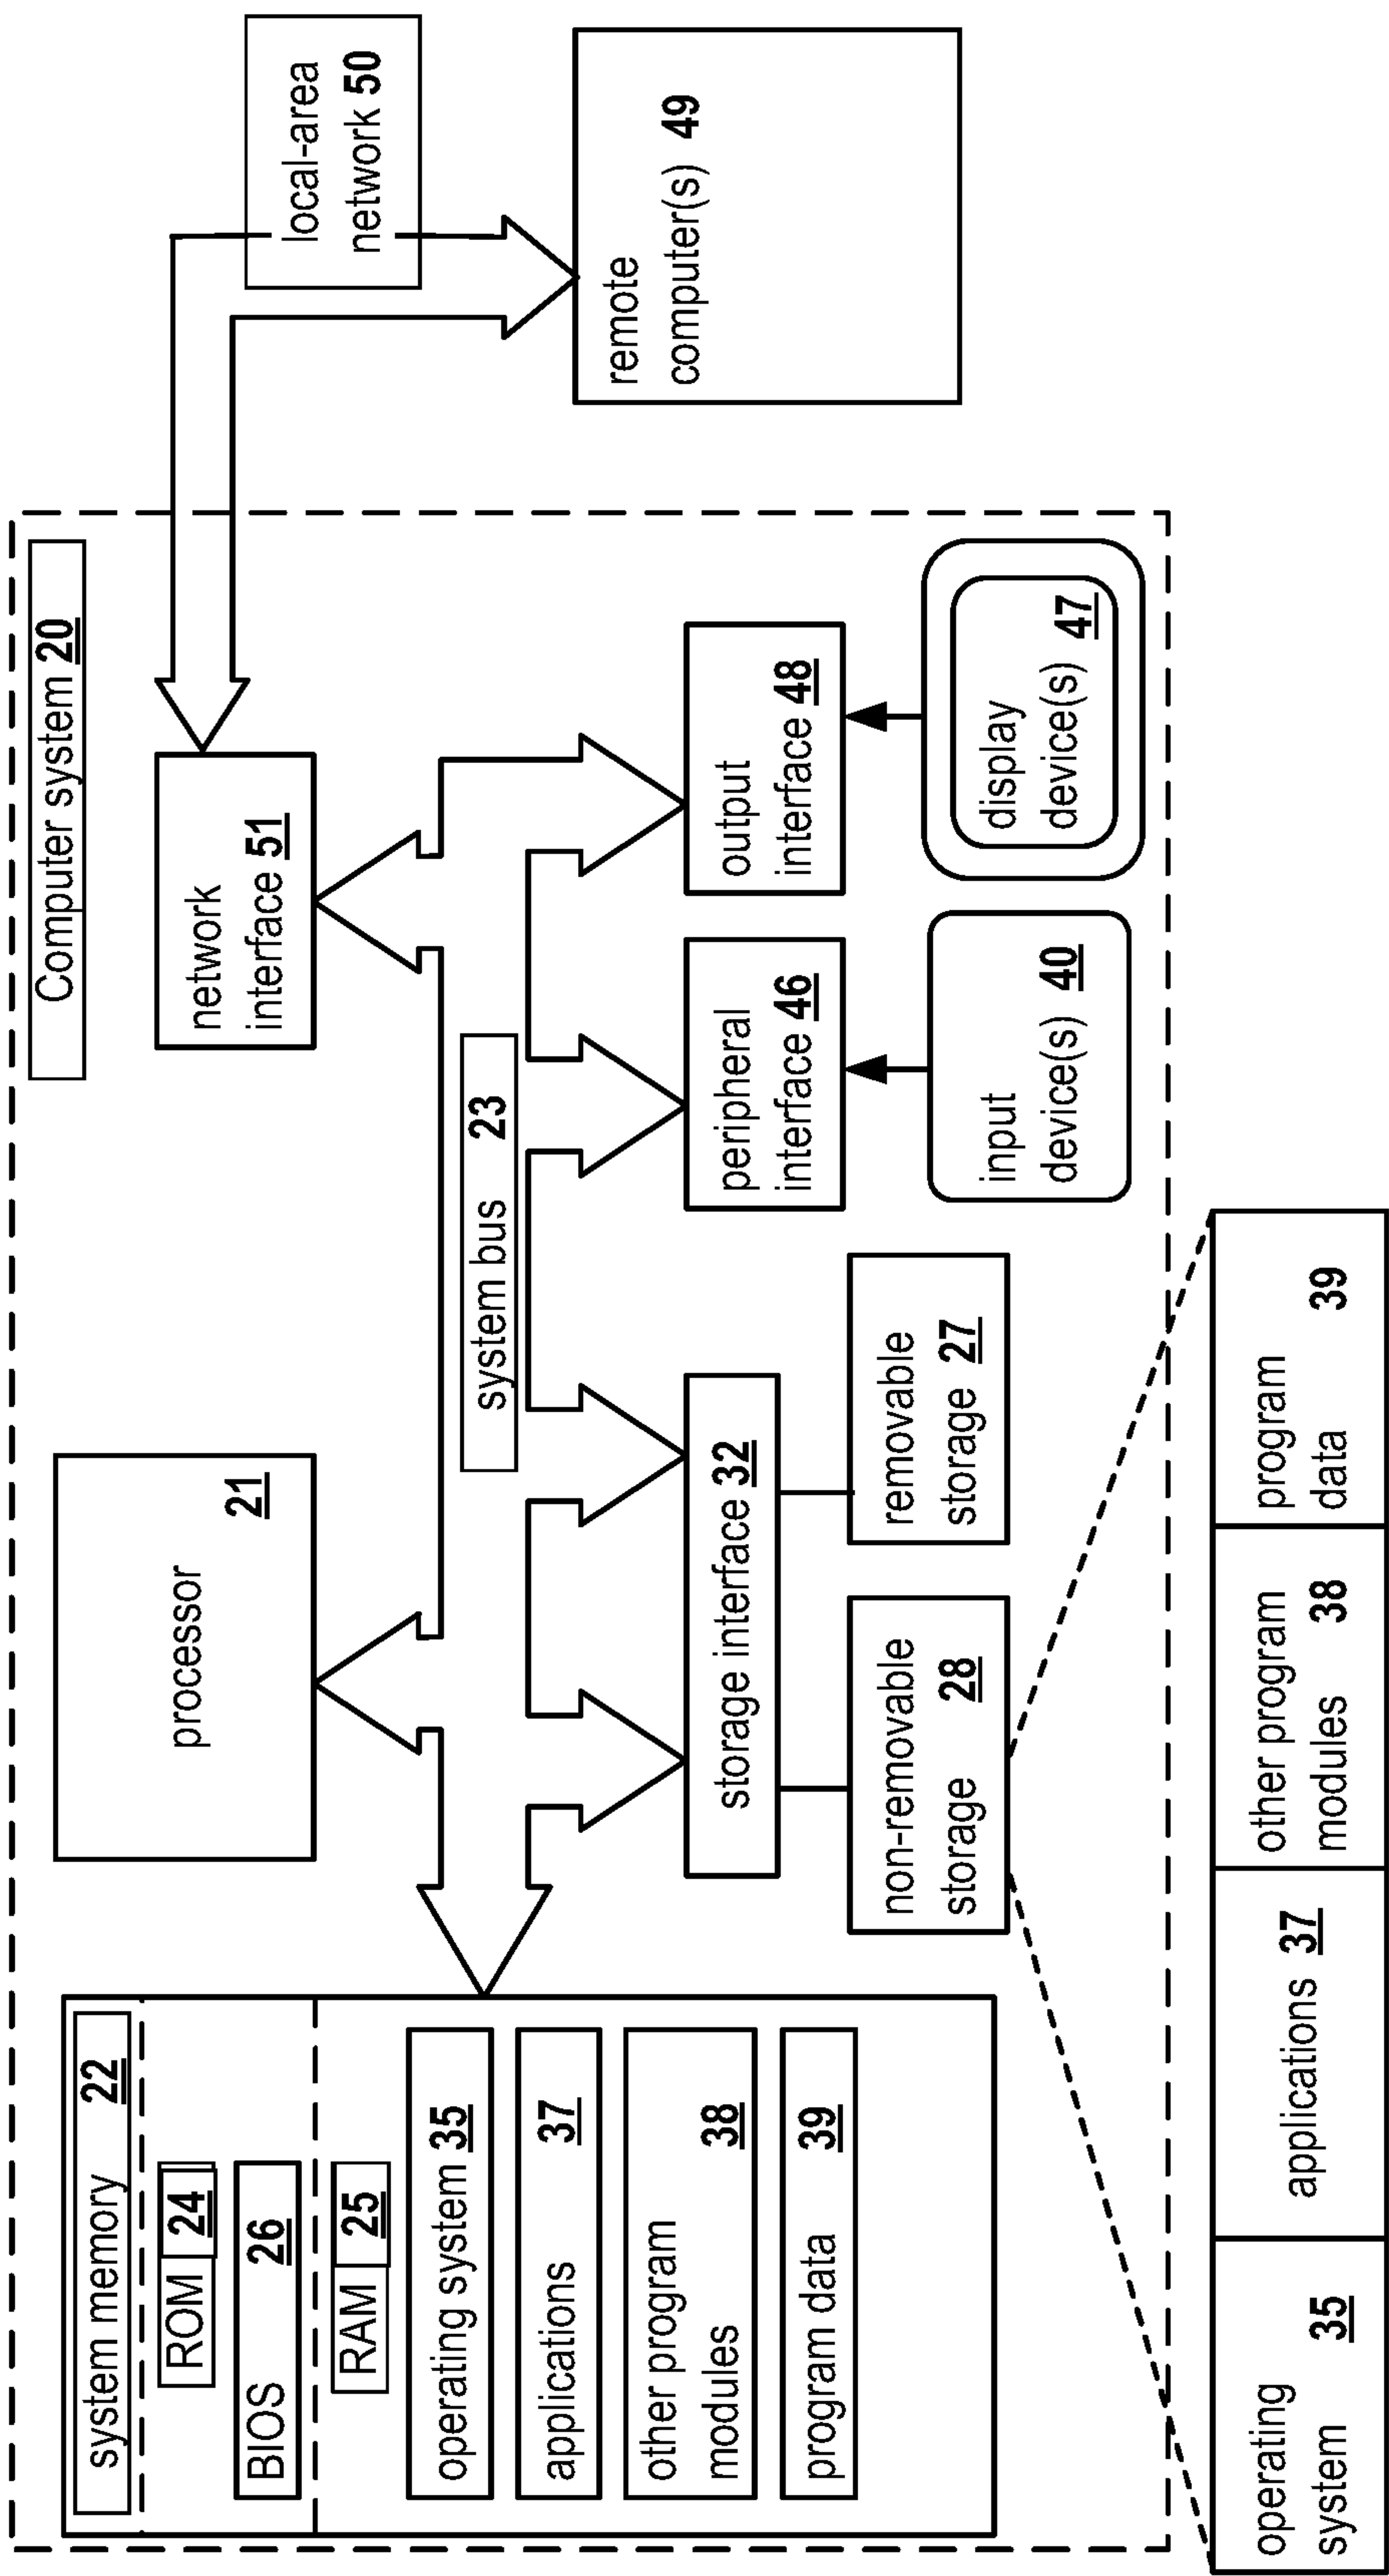 Computer system 20
system memory 22
ROM 24
BIOS 26
RAM 25
operating system 35
applications 37
other program
modules 38
program data 39
processor 21
system bus 23
storage interface 32
non-removable
storage 28
removable
storage 27
network
interface 51
peripheral
interface 46
output
interface 48
input
device(s) 40
display
device(s) 47
local-area
network 50
remote
computer(s) 49
operating
system 35
applications 37
other program
modules 38
program
data 39